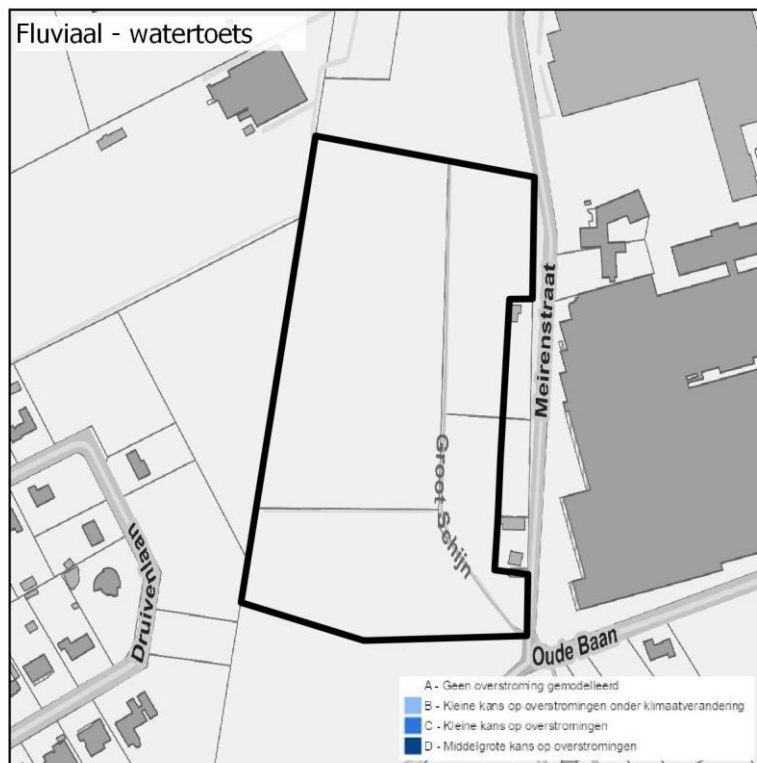 Fluviaal - watertoets
Meirenstraat
Groot Schijn
Druivenlaan
Oude Baan
A - Geen overstroming gemodelleerd
B - Kleine kans op overstromingen onder klimaatverandering
C - Kleine kans op overstromingen
D - Middelgrote kans op overstromingen